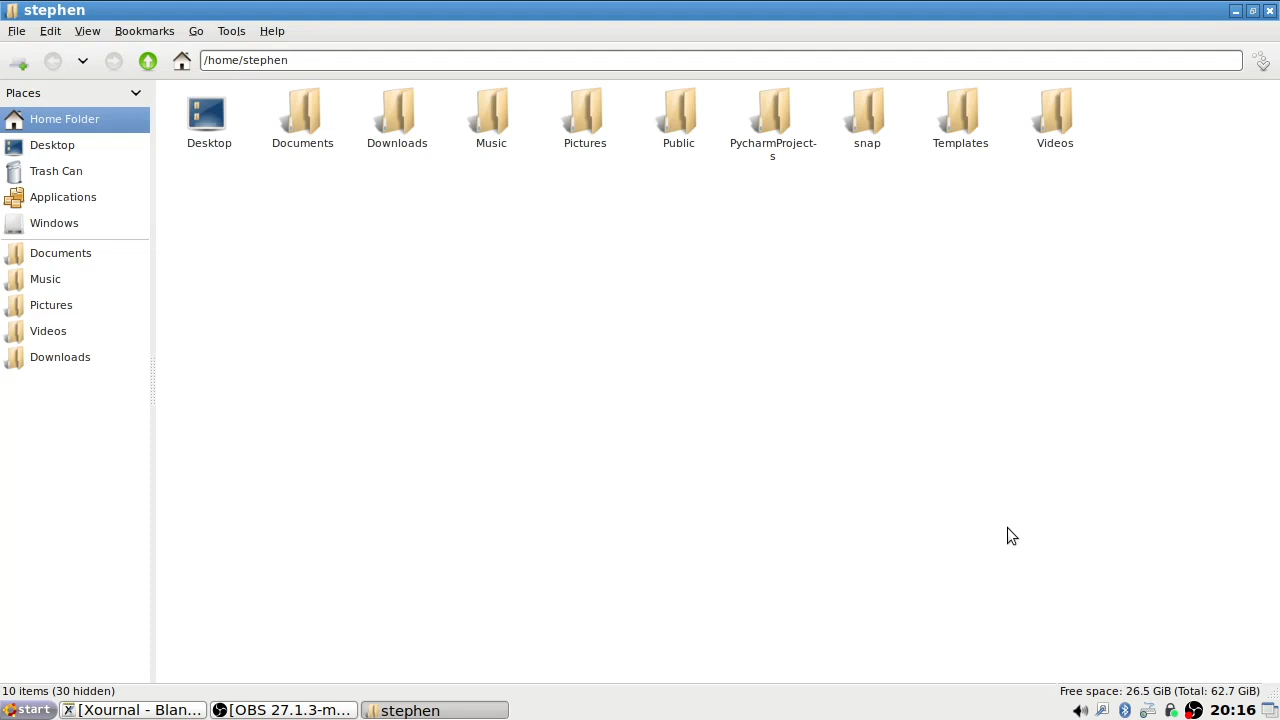 stephen
File Edit View Bookmarks Go Tools Help
/home/stephen
Places
Home Folder
Desktop
Trash Can
Applications
Windows
Documents
Music
Pictures
Videos
Downloads
Desktop
Documents
Downloads
Music
Pictures
Public
PycharmProject-
s
snap
Templates
Videos
10 items (30 hidden)
Free space: 26.5 GiB (Total: 62.7 GiB)
start
[Xournal - Blan...
[OBS 27.1.3-m...
stephen
20:16